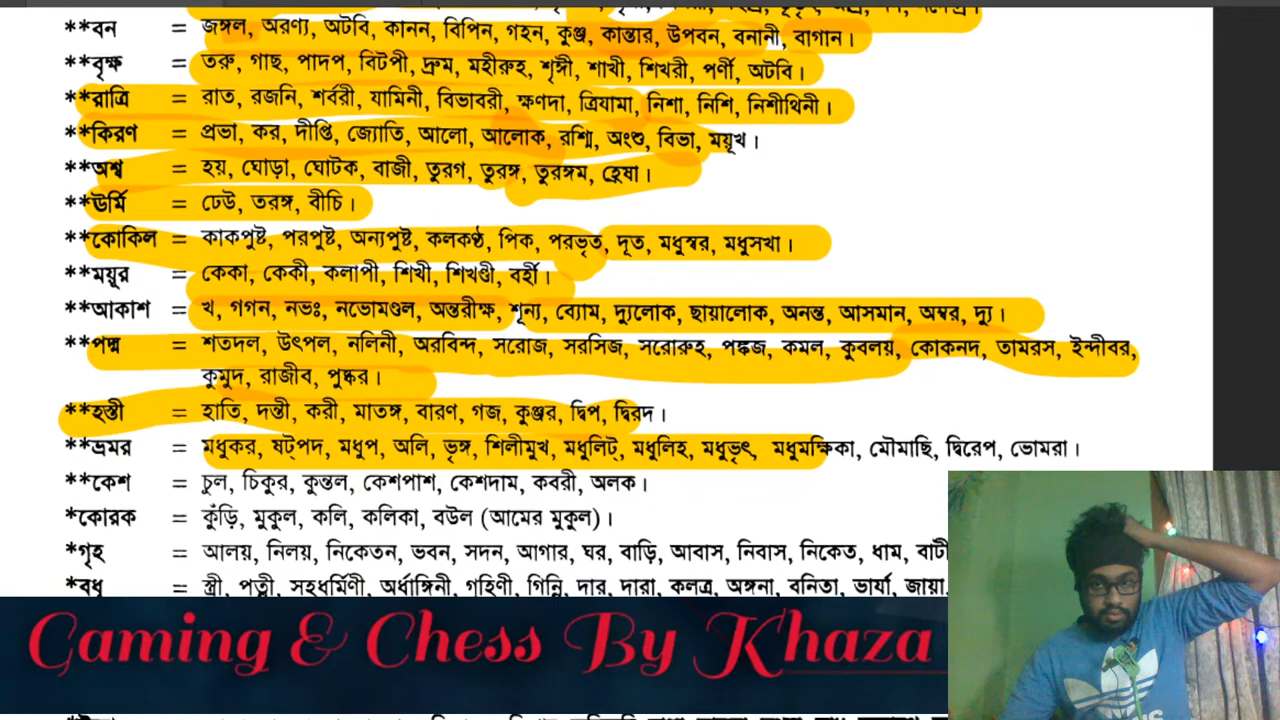 **বন = জঙ্গল, অরণ্য, অটবি, কানন, বিপিন, গহন, কুঞ্জ, কান্তার, উপবন, বনানী, বাগান।
**বৃক্ষ = তরু, গাছ, পাদপ, বিটপী, দ্রুম, মহীরুহ, শৃঙ্গী, শাখী, শিখরী, পর্ণী, অটবি।
**রাত্রি = রাত, রজনি, শর্বরী, যামিনী, বিভাবরী, ক্ষণদা, ত্রিযামা, নিশা, নিশি, নিশীথিনী।
**কিরণ = প্রভা, কর, দীপ্তি, জ্যোতি, আলো, আলোক, রশ্মি, অংশু, বিভা, ময়ূখ।
**অশ্ব = হয়, ঘোড়া, ঘোটক, বাজী, তুরগ, তুরঙ্গ, তুরঙ্গম, হ্রেষা।
**ঊর্মি = ঢেউ, তরঙ্গ, বীচি।
**কোকিল = কাকপুষ্ট, পরপুষ্ট, অন্যপুষ্ট, কলকণ্ঠ, পিক, পরভৃত, দূত, মধুস্বর, মধুসখা।
**ময়ূর = কেকা, কেকী, কলাপী, শিখী, শিখণ্ডী, বর্হী।
**আকাশ = খ, গগন, নভঃ, নভোমণ্ডল, অন্তরীক্ষ, শূন্য, ব্যোম, দ্যুলোক, ছায়ালোক, অনন্ত, আসমান, অম্বর, দ্যু।
**পদ্ম = শতদল, উৎপল, নলিনী, অরবিন্দ, সরোজ, সরসিজ, সরোরুহ, পঙ্কজ, কমল, কুবলয়, কোকনদ, তামরস, ইন্দীবর,
কুমুদ, রাজীব, পুষ্কর।
**হস্তী = হাতি, দন্তী, করী, মাতঙ্গ, বারণ, গজ, কুঞ্জর, দ্বিপ, দ্বিরদ।
**ভ্রমর = মধুকর, ষট্পদ, মধুপ, অলি, ভৃঙ্গ, শিলীমুখ, মধুলিট্, মধুলিহ, মধুভৃৎ, মধুমক্ষিকা, মৌমাছি, দ্বিরেপ, ভোমরা।
**কেশ = চুল, চিকুর, কুন্তল, কেশপাশ, কেশদাম, কবরী, অলক।
*কোরক = কুঁড়ি, মুকুল, কলি, কলিকা, বউল (আমের মুকুল)।
*গৃহ = আলয়, নিলয়, নিকেতন, ভবন, সদন, আগার, ঘর, বাড়ি, আবাস, নিবাস, নিকেত, ধাম, বাটী
*বধূ = স্ত্রী, পত্নী, সহধর্মিণী, অর্ধাঙ্গিনী, গৃহিণী, গিন্নি, দার, দারা, কলত্র, অঙ্গনা, বনিতা, ভার্যা, জায়া,
Gaming & Chess By Khaza